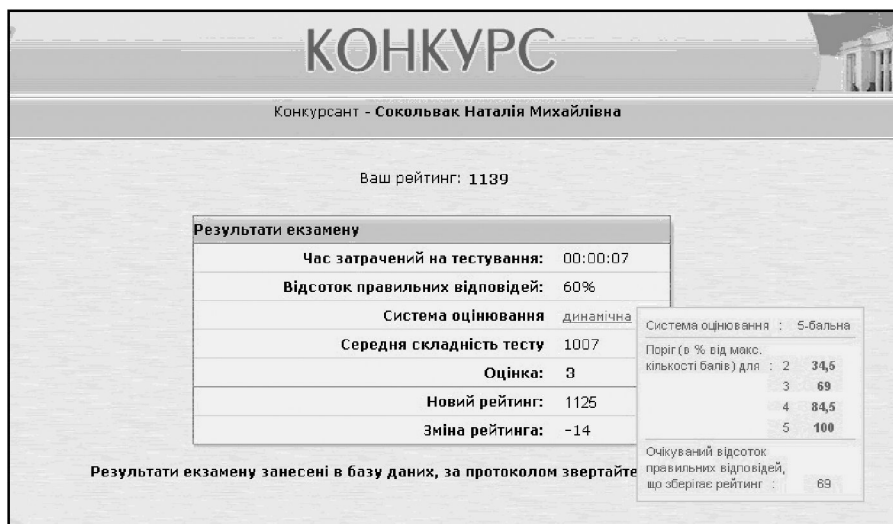 КОНКУРС
Конкурсант - Сокольвак Наталія Михайлівна
Ваш рейтинг: 1139
Результати екзамену
Час затрачений на тестування: 00:00:07
Відсоток правильних відповідей: 60%
Система оцінювання динамічна
Середня складність тесту 1007
Оцінка: 3
Новий рейтинг: 1125
Зміна рейтинга: -14
Результати екзамену занесені в базу даних, за протоколом звертайте
Система оцінювання : 5-бальна
Поріг (в % від макс.
кількості балів) для : 2 34,5
3 69
4 84,5
5 100
Очікуваний відсоток
правильних відповідей,
що зберігає рейтинг : 69